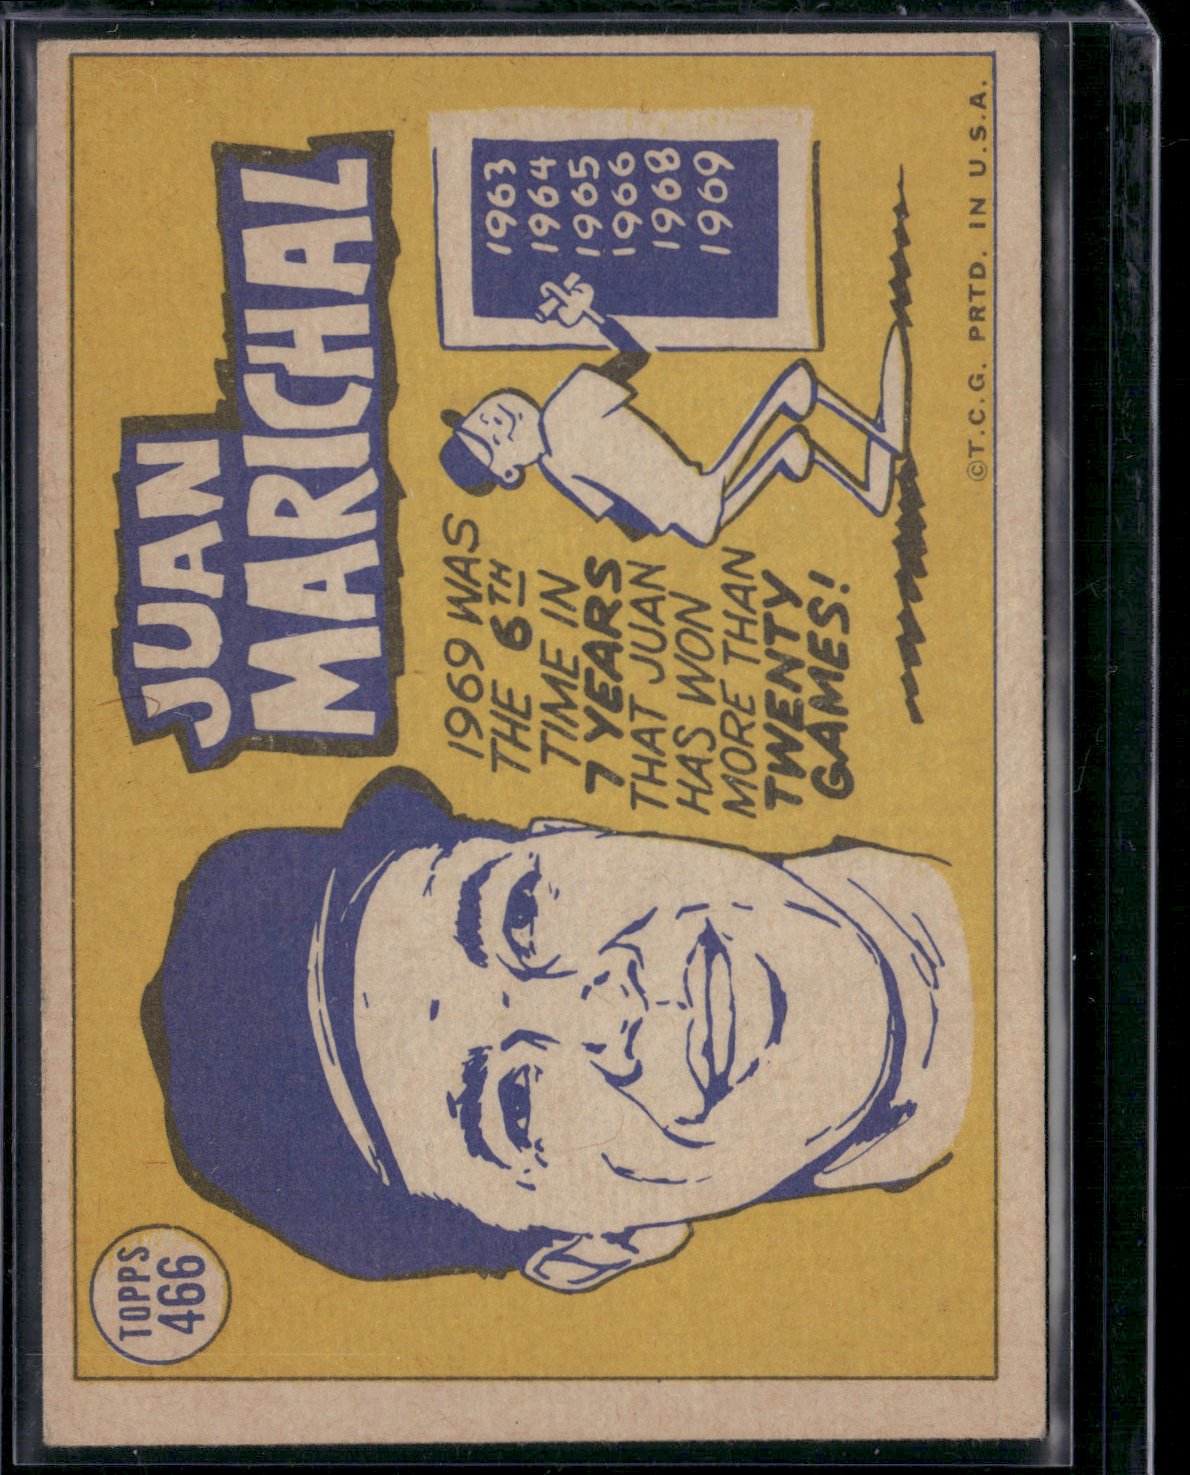 TOPPS
466
JUAN
MARICHAL
1969 WAS
THE 6TH
TIME IN
7 YEARS
THAT JUAN
HAS WON
MORE THAN
TWENTY
GAMES!
1963
1964
1965
1966
1968
1969
©T.C.G. PRTD. IN U.S.A.